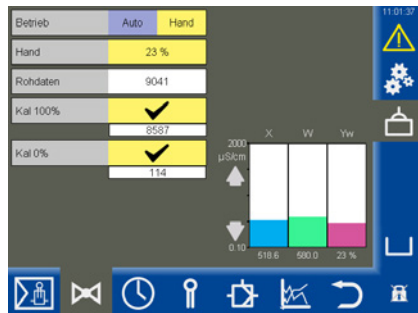 11:01:37
Betrieb Auto Hand
Hand 23 %
Rohdaten 9041
Kal 100%
8587
Kal 0%
114
X W Yw
2000
µS/cm
0.10
518.6 580.0 23 %